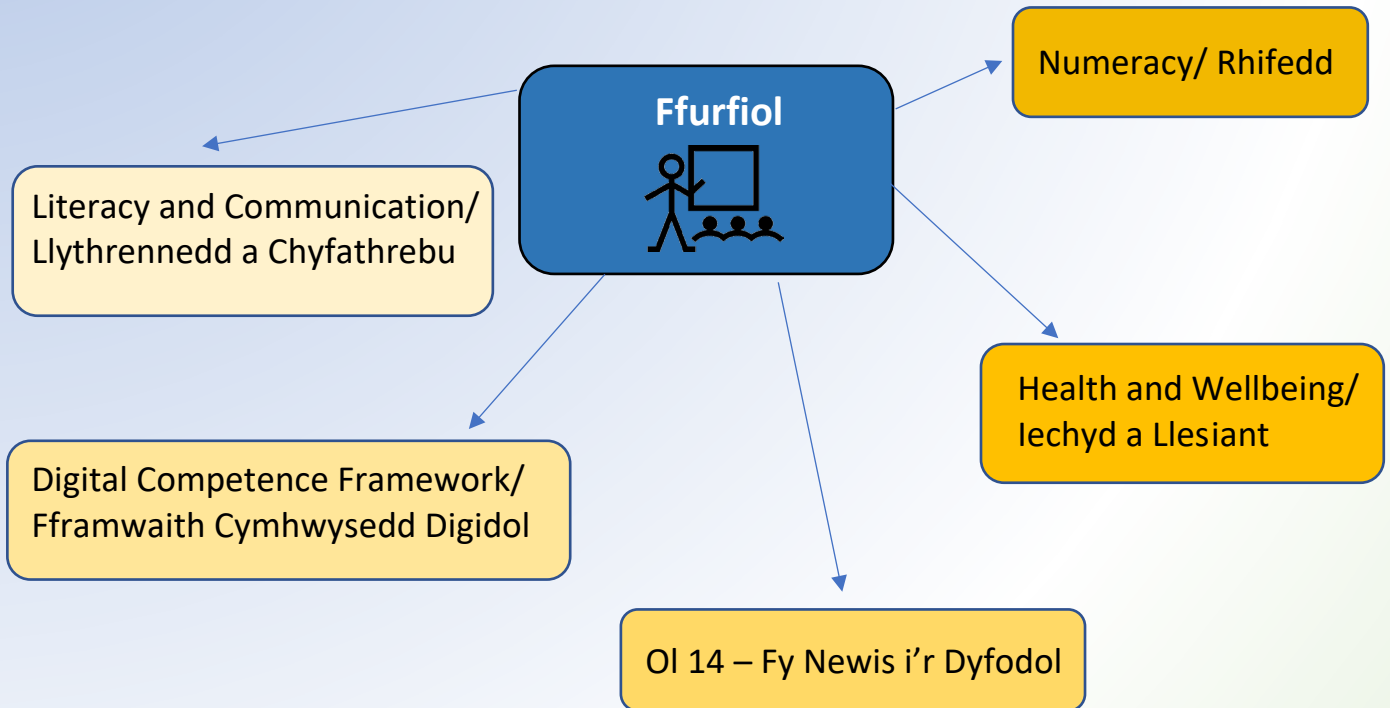 Ffurfiol
Numeracy/ Rhifedd
Literacy and Communication/
Llythrennedd a Chyfathrebu
Health and Wellbeing/
Iechyd a Llesiant
Digital Competence Framework/
Fframwaith Cymhwysedd Digidol
Ol 14 – Fy Newis i’r Dyfodol